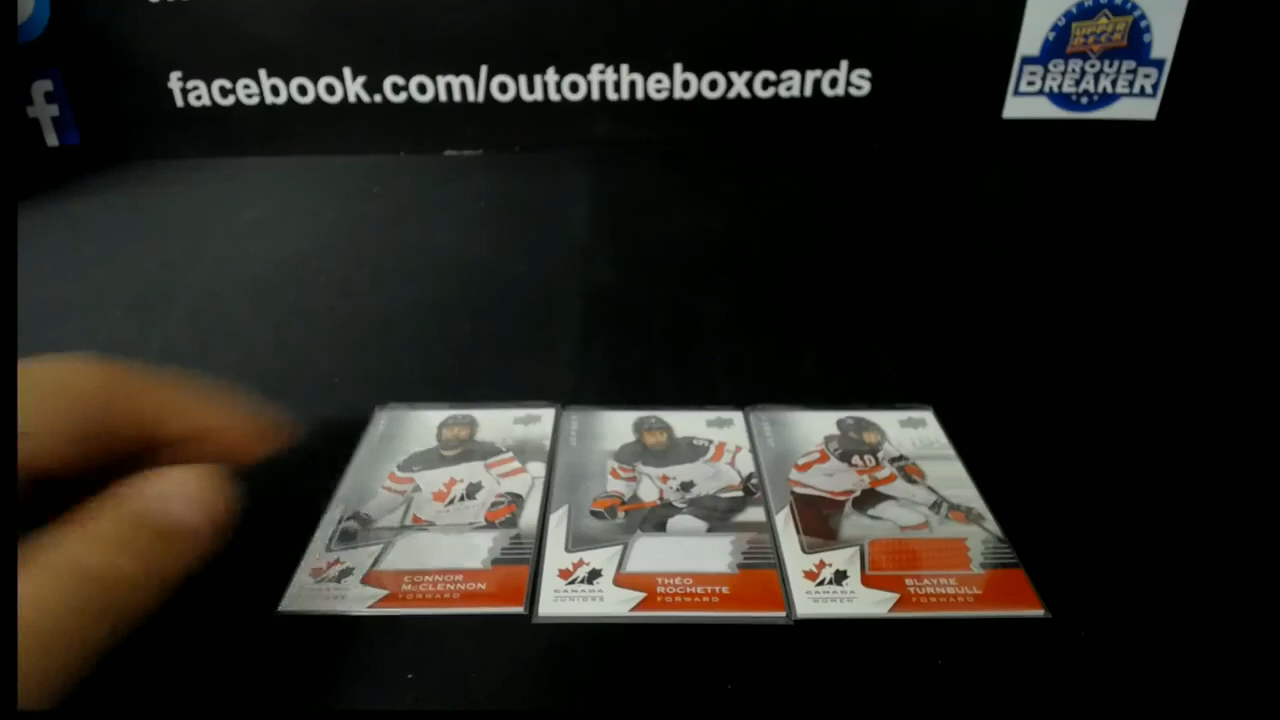 facebook.com/outoftheboxcards
AUTHORIZED
UPPER
DECK
GROUP
BREAKER
CONNOR
McCLENNON
FORWARD
THÉO
ROCHETTE
FORWARD
CANADA
JUNIORS
40
BLAYRE
TURNBULL
FORWARD
CANADA
WOMEN